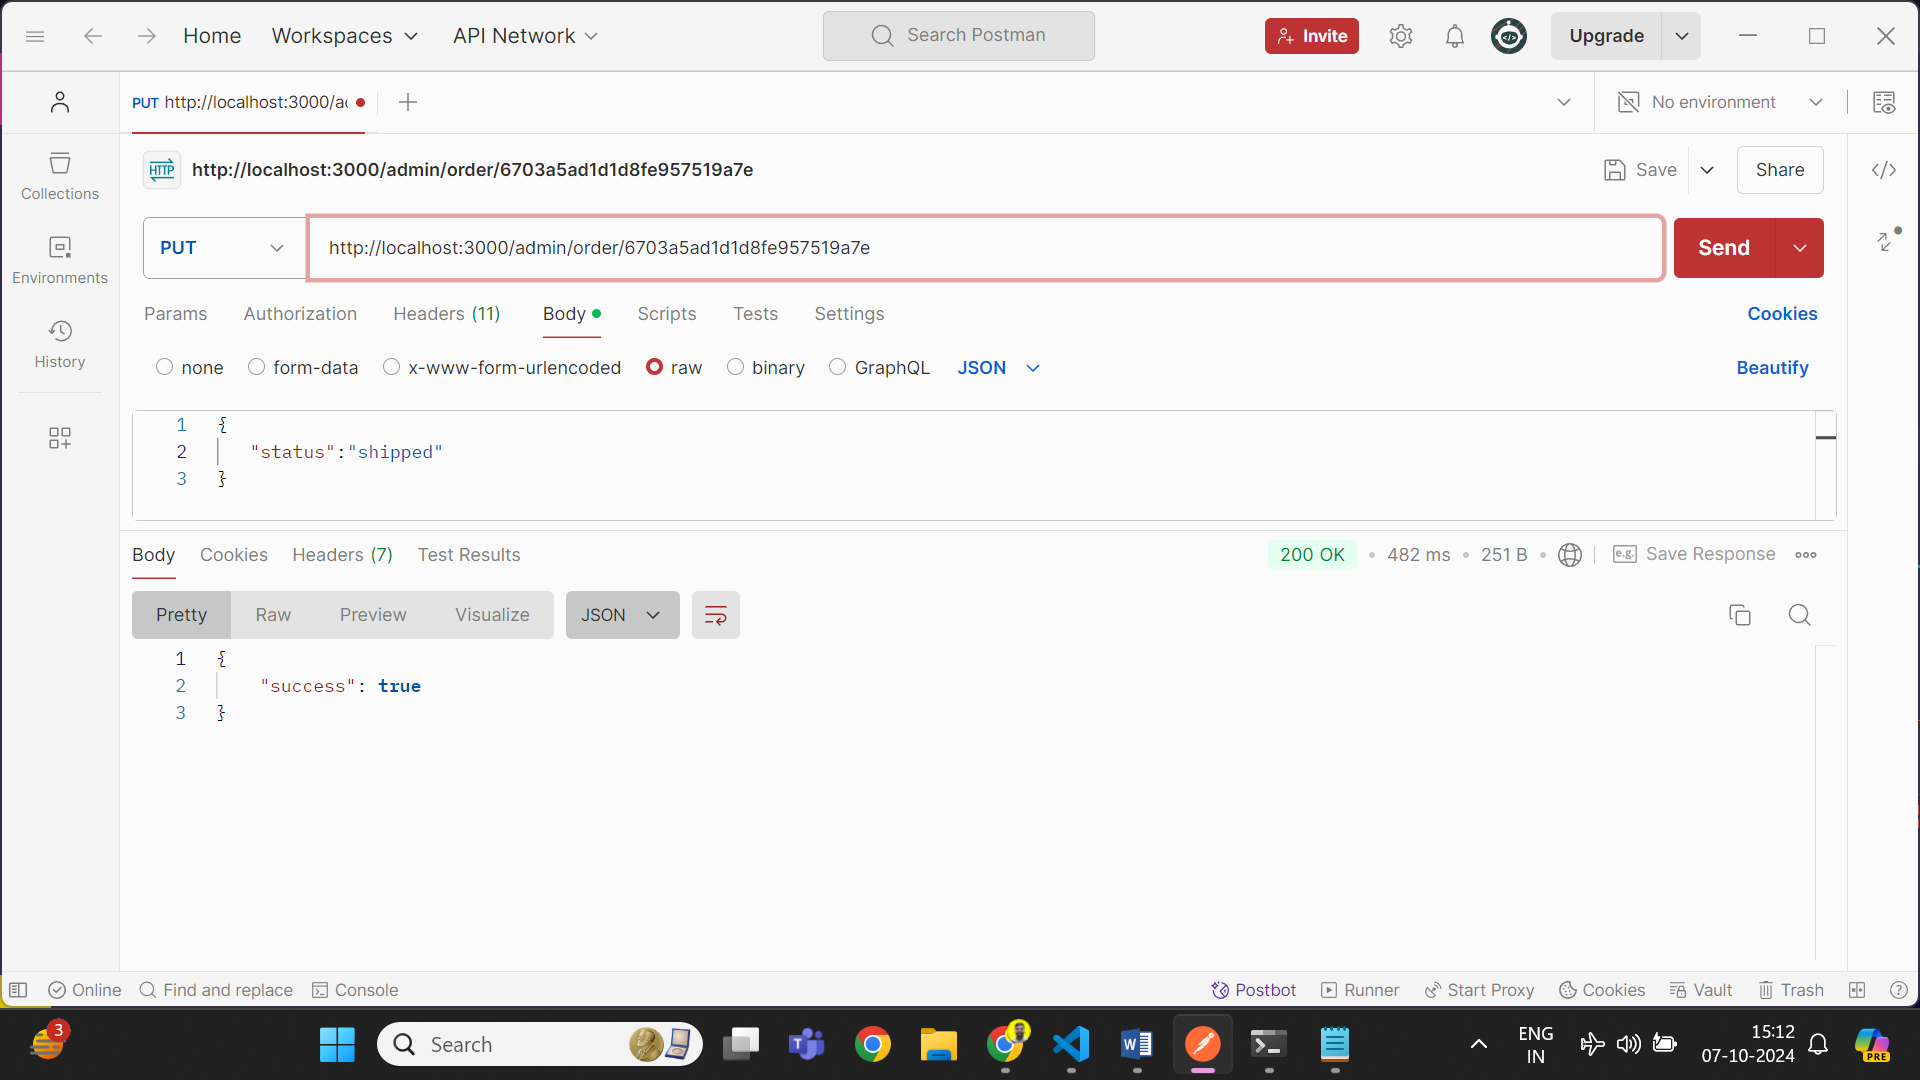 Home Workspaces API Network Search Postman Invite Upgrade
PUT http://localhost:3000/ad No environment
HTTP http://localhost:3000/admin/order/6703a5ad1d1d8fe957519a7e Save Share
Collections
PUT http://localhost:3000/admin/order/6703a5ad1d1d8fe957519a7e Send
Environments
Params Authorization Headers (11) Body Scripts Tests Settings Cookies
History
none form-data x-www-form-urlencoded raw binary GraphQL JSON Beautify
1 {
2 "status":"shipped"
3 }
Body Cookies Headers (7) Test Results 200 OK 482 ms 251 B e.g. Save Response
Pretty Raw Preview Visualize JSON
1 {
2 "success": true
3 }
Online Find and replace Console Postbot Runner Start Proxy Cookies Vault Trash
3 Search ENG
IN
15:12
07-10-2024
PRE